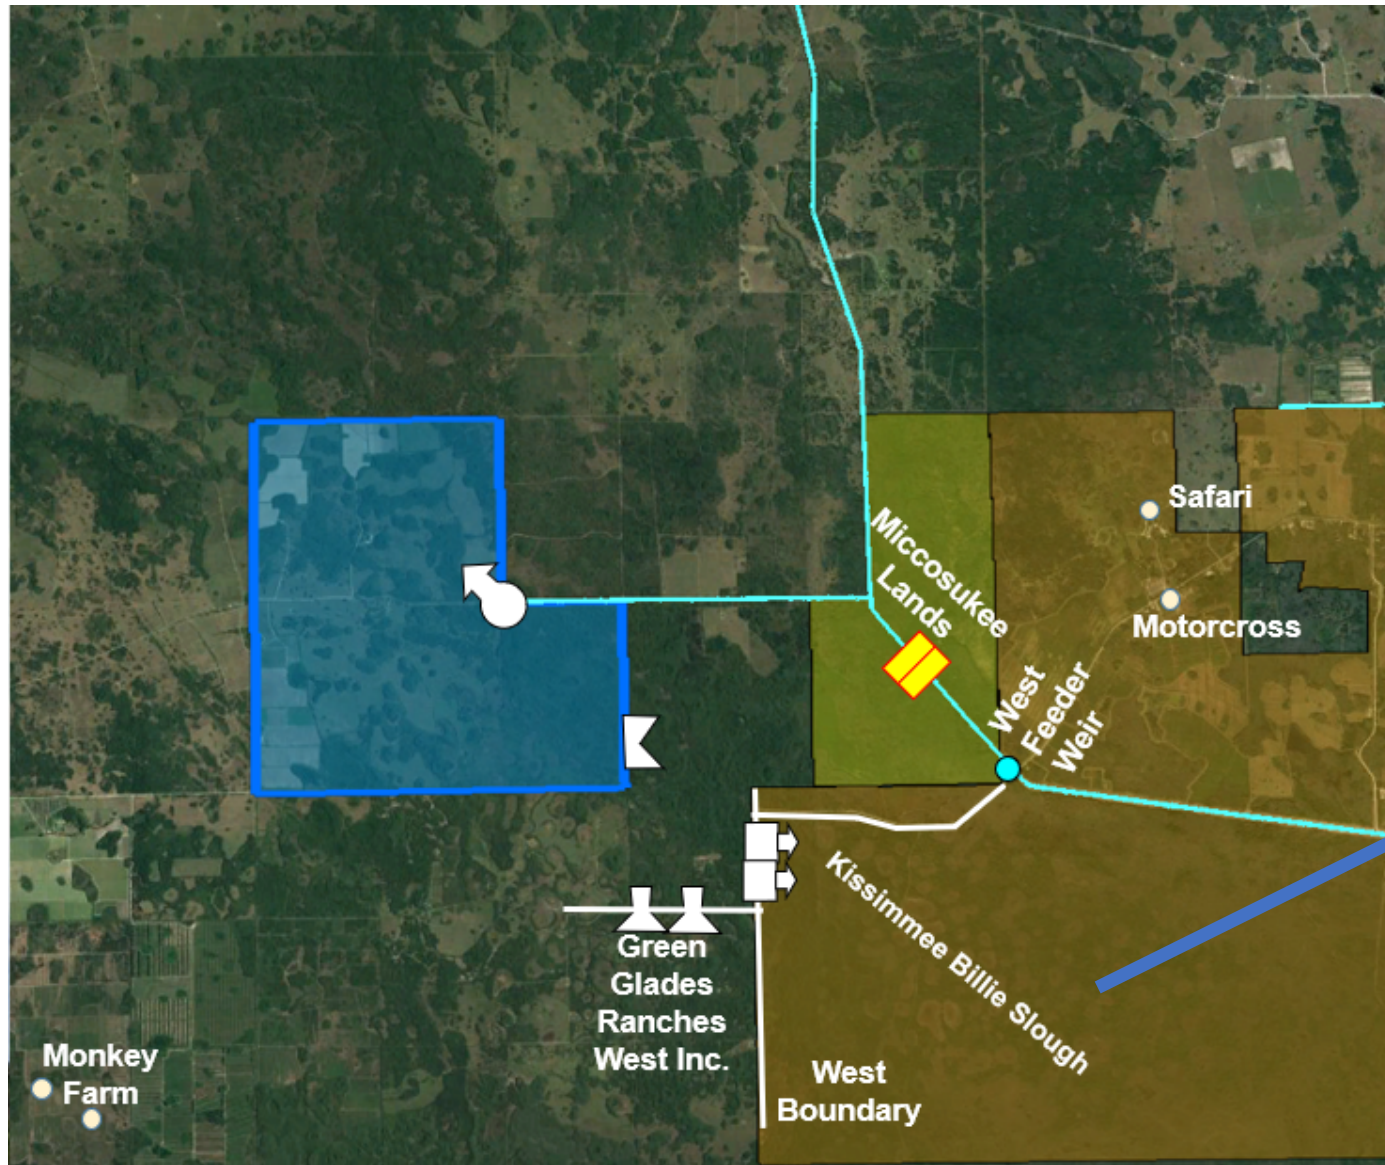 Safari
Miccosukee
Lands
Motorcross
West
Feeder
Weir
Kissimmee Billie Slough
Green
Glades
Ranches
West Inc.
Monkey
Farm
West
Boundary